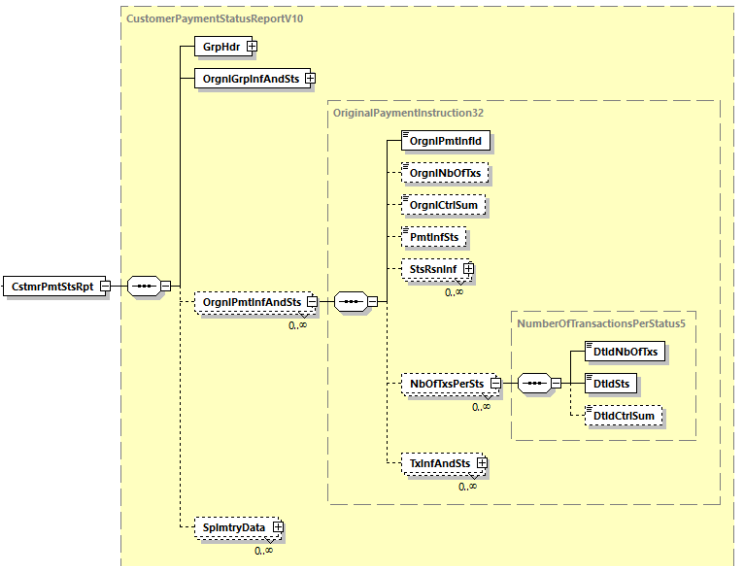 CustomerPaymentStatusReportV10
GrpHdr
OrgnlGrpInfAndSts
OriginalPaymentInstruction32
OrgnlPmtInfId
OrgnlNbOfTxs
OrgnlCtrlSum
PmtInfSts
StsRsnInf
0..∞
CstmrPmtStsRpt
OrgnlPmtInfAndSts
0..∞
NumberOfTransactionsPerStatus5
DtldNbOfTxs
NbOfTxsPerSts
0..∞
DtldSts
DtldCtrlSum
TxInfAndSts
0..∞
SplmtryData
0..∞